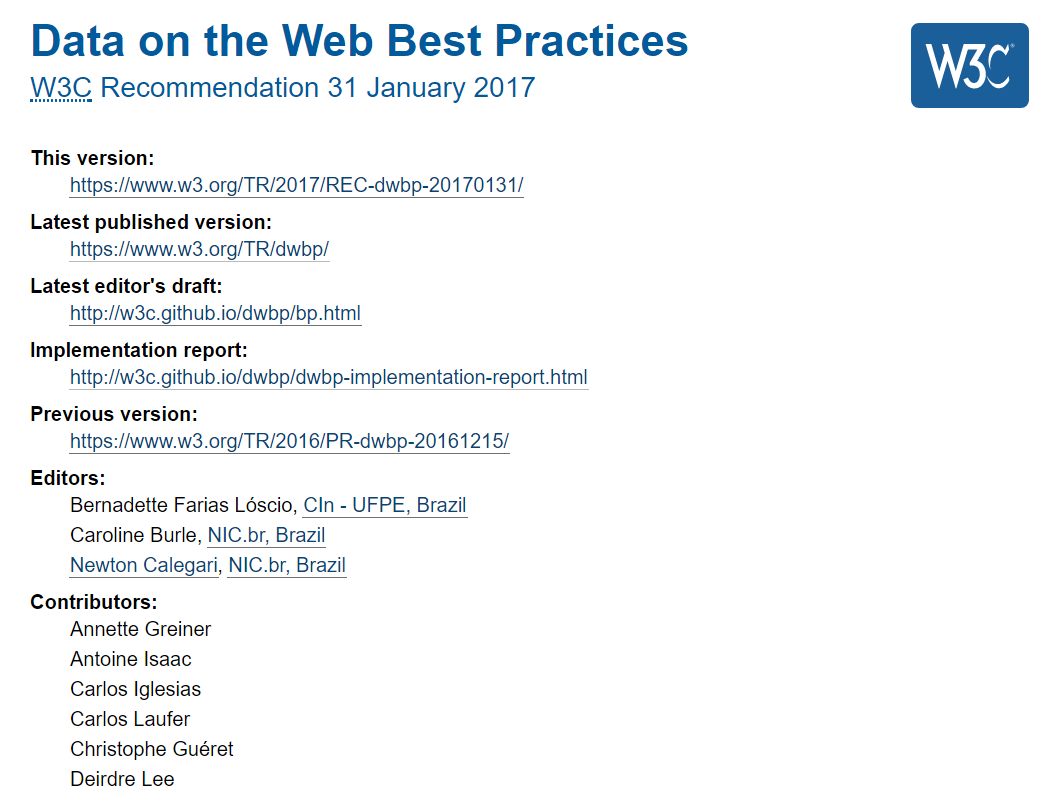 Data on the Web Best Practices
W3C Recommendation 31 January 2017
W3C®
This version:
https://www.w3.org/TR/2017/REC-dwbp-20170131/
Latest published version:
https://www.w3.org/TR/dwbp/
Latest editor's draft:
http://w3c.github.io/dwbp/bp.html
Implementation report:
http://w3c.github.io/dwbp/dwbp-implementation-report.html
Previous version:
https://www.w3.org/TR/2016/PR-dwbp-20161215/
Editors:
Bernadette Farias Lóscio, CIn - UFPE, Brazil
Caroline Burle, NIC.br, Brazil
Newton Calegari, NIC.br, Brazil
Contributors:
Annette Greiner
Antoine Isaac
Carlos Iglesias
Carlos Laufer
Christophe Guéret
Deirdre Lee